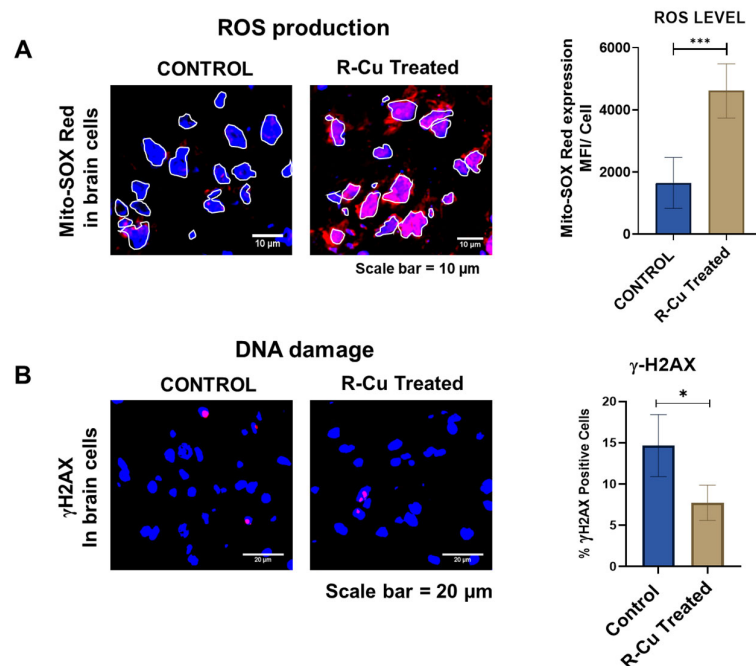 A
ROS production
CONTROL
R-Cu Treated
Mito-SOX Red
in brain cells
10 µm
10 µm
Scale bar = 10 µm
ROS LEVEL
***
Mito-SOX Red expression
MFI/ Cell
6000
4000
2000
0
CONTROL
R-Cu Treated
B
DNA damage
CONTROL
R-Cu Treated
γH2AX
In brain cells
20 µm
20 µm
Scale bar = 20 µm
γ-H2AX
*
% γH2AX Positive Cells
20
15
10
5
0
Control
R-Cu Treated